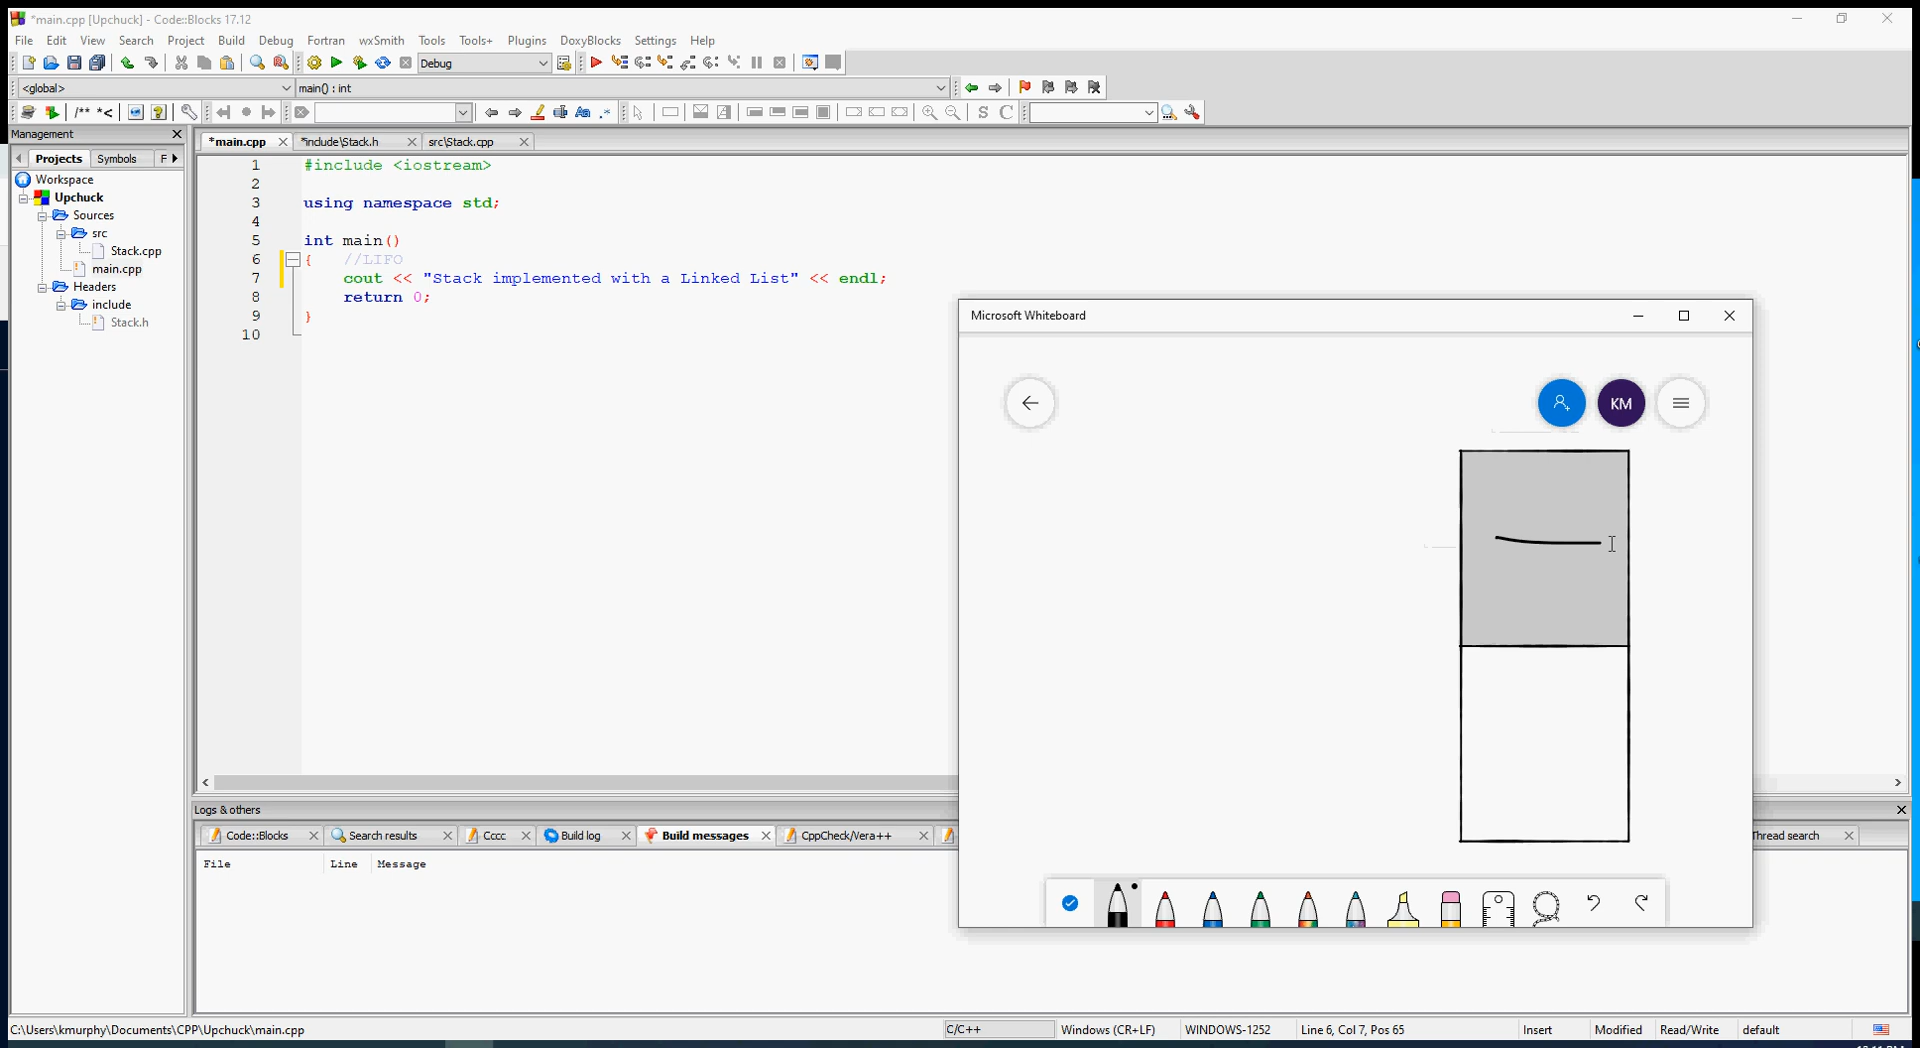 *main.cpp [Upchuck] - Code::Blocks 17.12
File Edit View Search Project Build Debug Fortran wxSmith Tools Tools+ Plugins DoxyBlocks Settings Help
Debug
<global> main() : int
/** *< Aa .* S C
Management
Projects Symbols F
*main.cpp *include\Stack.h src\Stack.cpp
Workspace
Upchuck
Sources
src
Stack.cpp
main.cpp
Headers
include
Stack.h
1 #include <iostream>
2
3 using namespace std;
4
5 int main()
6 { //LIFO
7 cout << "Stack implemented with a Linked List" << endl;
8 return 0;
9 }
10
Microsoft Whiteboard
KM
Logs & others
Code::Blocks Search results Cccc Build log Build messages CppCheck/Vera++ Thread search
File Line Message
C:\Users\kmurphy\Documents\CPP\Upchuck\main.cpp C/C++ Windows (CR+LF) WINDOWS-1252 Line 6, Col 7, Pos 65 Insert Modified Read/Write default